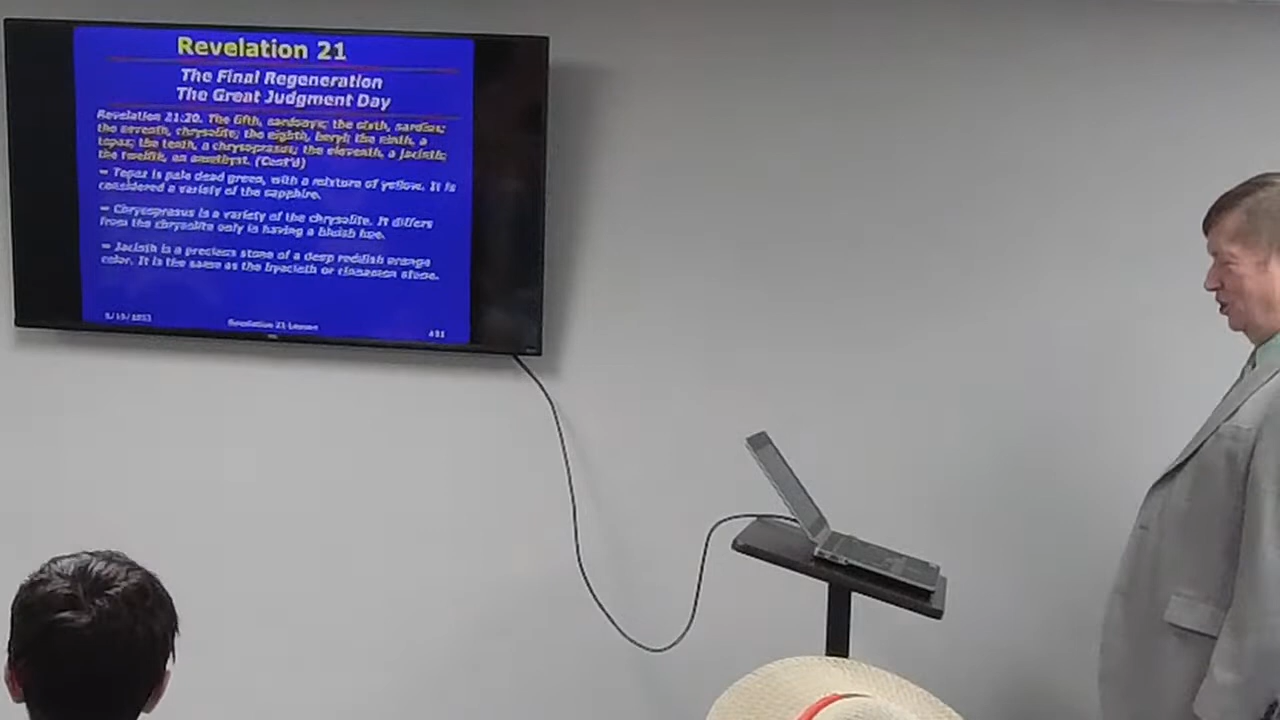 Revelation 21
The Final Regeneration
The Great Judgment Day
Revelation 21:20. The fifth, sardonyx; the sixth, sardius;
the seventh, chrysolite; the eighth, beryl; the ninth, a
topaz; the tenth, a chrysoprasus; the eleventh, a jacinth;
the twelfth, an amethyst. (Cont'd)
– Topaz is pale dead green, with a mixture of yellow. It is
considered a variety of the sapphire.
– Chrysoprasus is a variety of the chrysolite. It differs
from the chrysolite only is having a bluish hue.
– Jacinth is a precious stone of a deep reddish orange
color. It is the same as the hyacinth or cinnamon stone.
Revelation 21 Lesson